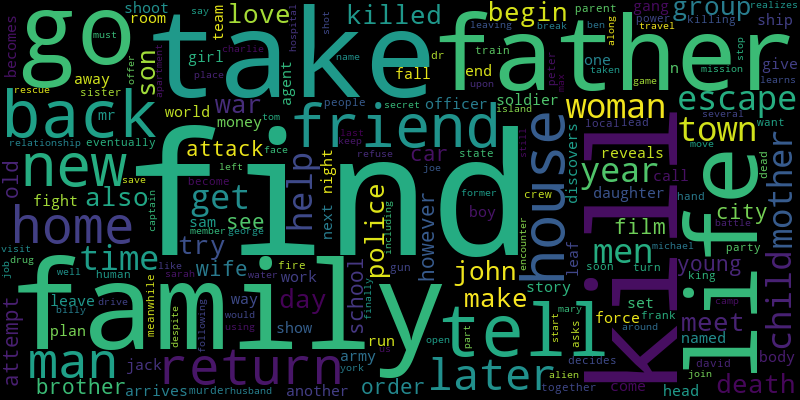 find
family
take
father
kill
life
go
friend
house
tell
new
back
home
man
return
later
help
time
get
escape
woman
town
year
men
child
mother
police
group
love
killed
begin
son
war
attack
try
also
see
car
day
make
john
film
city
young
meet
death
order
brother
wife
school
however
night
next
old
attempt
leave
plan
fight
world
money
away
girl
room
team
agent
fall
end
officer
soldier
one
train
gang
ship
give
shoot
parent
power
killing
realizes
becomes
hospital
shot
say
leaving
break
ben
along
travel
must
charlie
name
dr
upon
peter
max
taken
game
mission
stop
learns
offer
apartment
place
rescue
sister
mr
relationship
eventually
tom
face
people
secret
island
several
want
local
lead
discovers
reveals
move
dead
state
last
keep
refuse
joe
left
become
save
captain
sam
member
george
including
boy
former
crew
still
encounter
daughter
call
hand
battle
party
michael
king
leaf
soon
turn
story
set
force
around
frank
camp
david
join
body
named
visit
drug
job
well
human
billy
drive
meanwhile
despite
like
sarah
water
fire
gun
work
way
following
would
using
show
finally
run
army
york
us
open
part
start
mary
asks
decides
alien
together
come
head
jack
arrives
murder
husband
another